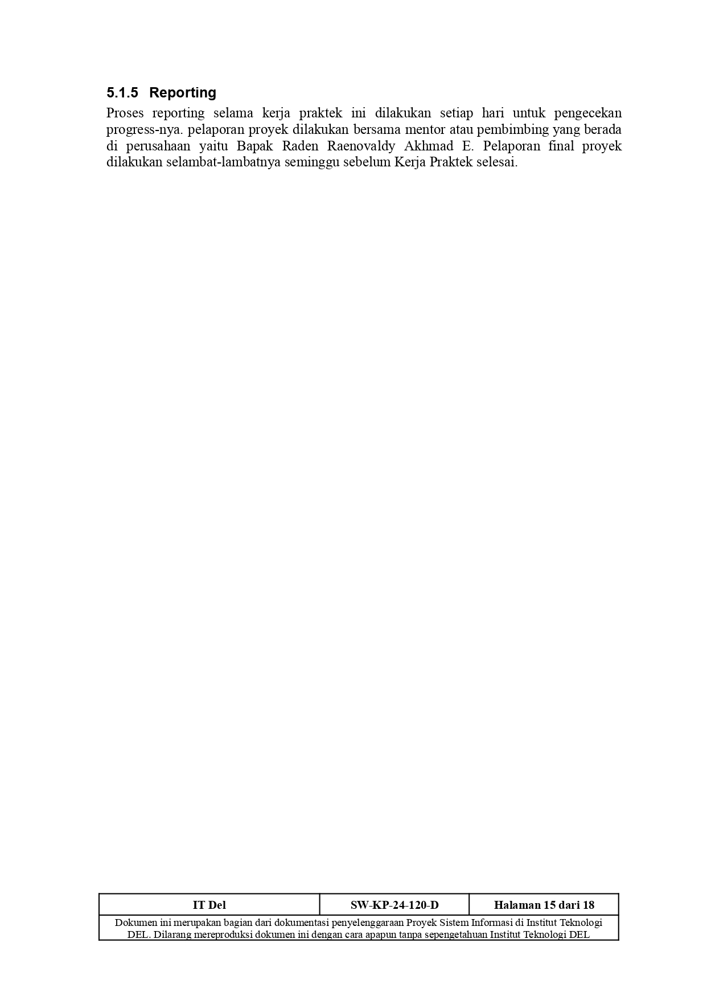 5.1.5 Reporting
Proses reporting selama kerja praktek ini dilakukan setiap hari untuk pengecekan
progress-nya. pelaporan proyek dilakukan bersama mentor atau pembimbing yang berada
di perusahaan yaitu Bapak Raden Raenovaldy Akhmad E. Pelaporan final proyek
dilakukan selambat-lambatnya seminggu sebelum Kerja Praktek selesai.
IT Del SW-KP-24-120-D Halaman 15 dari 18
Dokumen ini merupakan bagian dari dokumentasi penyelenggaraan Proyek Sistem Informasi di Institut Teknologi
DEL. Dilarang mereproduksi dokumen ini dengan cara apapun tanpa sepengetahuan Institut Teknologi DEL